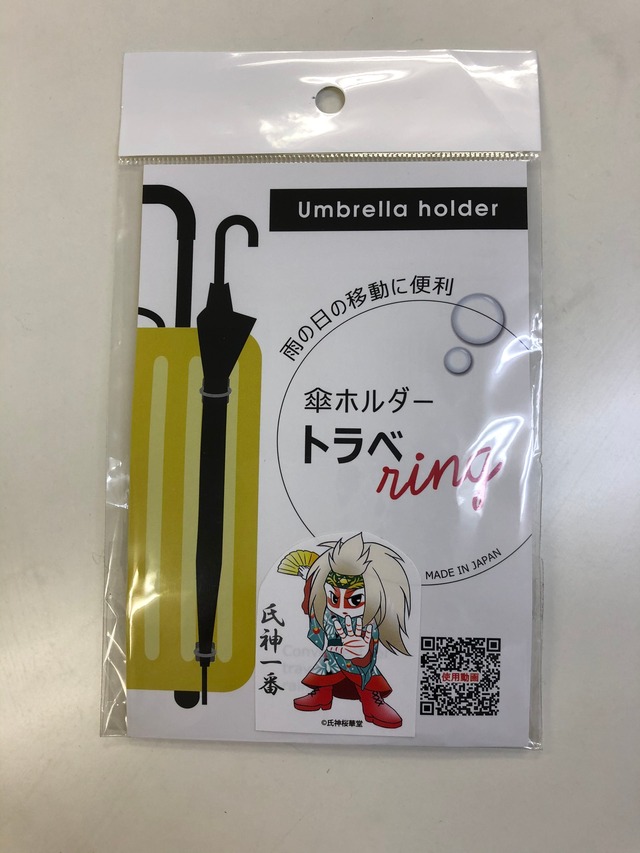 Umbrella holder
雨の日の移動に便利
傘ホルダー
トラベ
ring
MADE IN JAPAN
氏神一番
使用動画
©氏神桜華堂